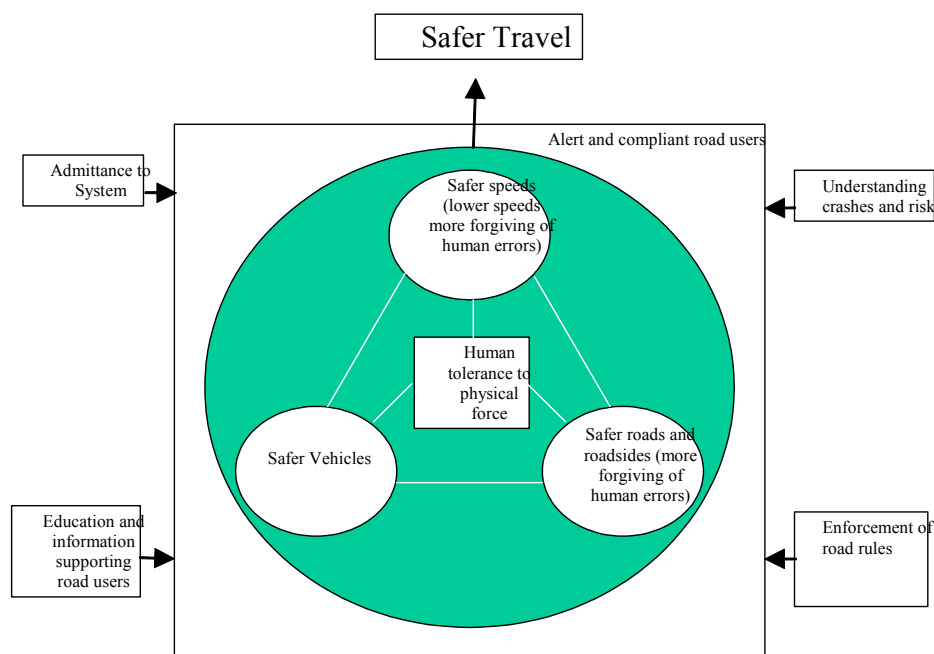 Safer Travel
Alert and compliant road users
Admittance to
System
Safer speeds
(lower speeds
more forgiving of
human errors)
Understanding
crashes and risk
Human
tolerance to
physical
force
Safer Vehicles
Safer roads and
roadsides (more
forgiving of
human errors)
Education and
information
supporting
road users
Enforcement of
road rules